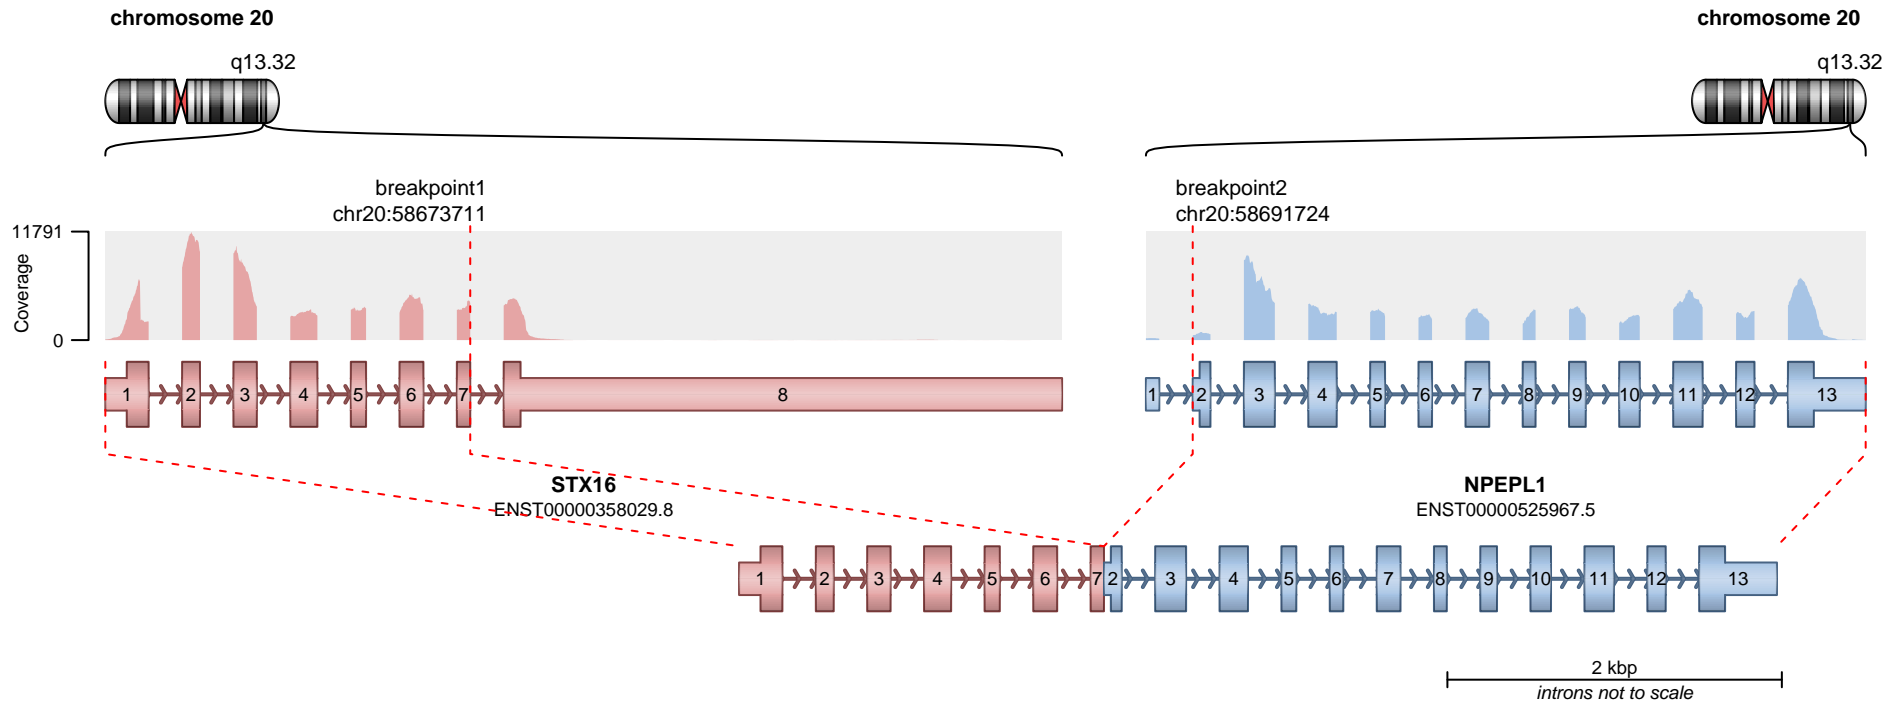 chromosome 20
chromosome 20
q13.32
q13.32
breakpoint1
chr20:58673711
breakpoint2
chr20:58691724
11791
Coverage
0
1 2 3 4 5 6 7 8
1 2 3 4 5 6 7 8 9 10 11 12 13
STX16
ENST00000358029.8
NPEPL1
ENST00000525967.5
1 2 3 4 5 6 7 2 3 4 5 6 7 8 9 10 11 12 13
2 kbp
introns not to scale